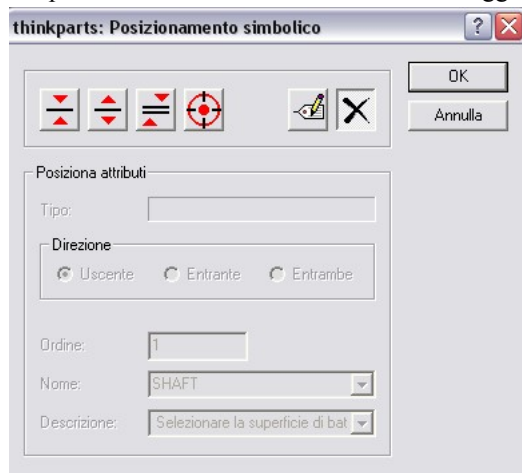 thinkparts: Posizionamento simbolico
OK
Annulla
Posiziona attributi
Tipo:
Direzione
Uscente Entrante Entrambe
Ordine: 1
Nome: SHAFT
Descrizione: Selezionare la superficie di bat